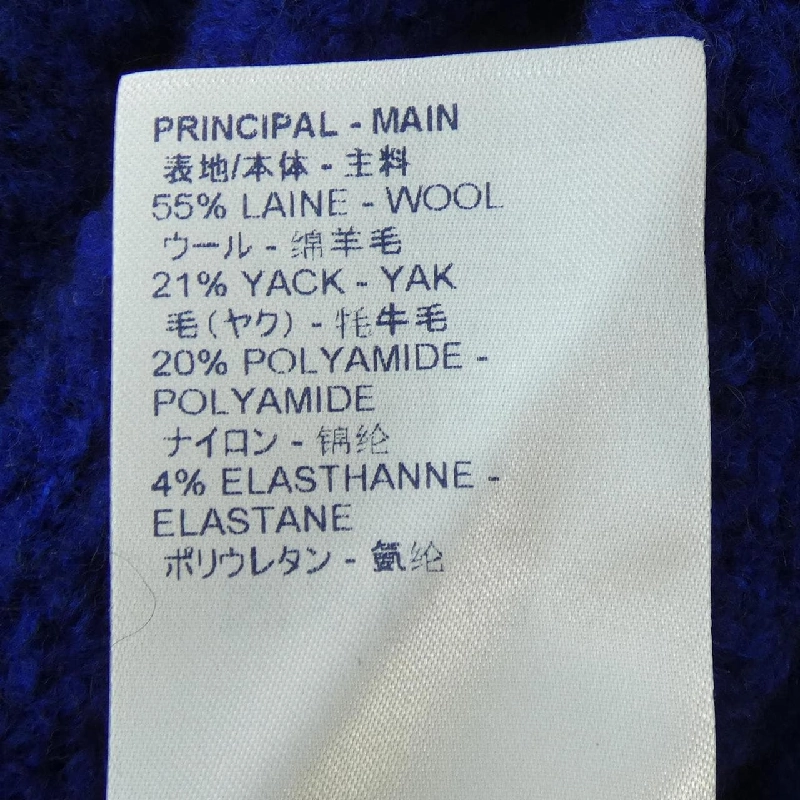 PRINCIPAL - MAIN
表地/本体 - 主料
55% LAINE - WOOL
ウール - 绵羊毛
21% YACK - YAK
毛(ヤク) - 牦牛毛
20% POLYAMIDE -
POLYAMIDE
ナイロン - 锦纶
4% ELASTHANNE -
ELASTANE
ポリウレタン - 氨纶